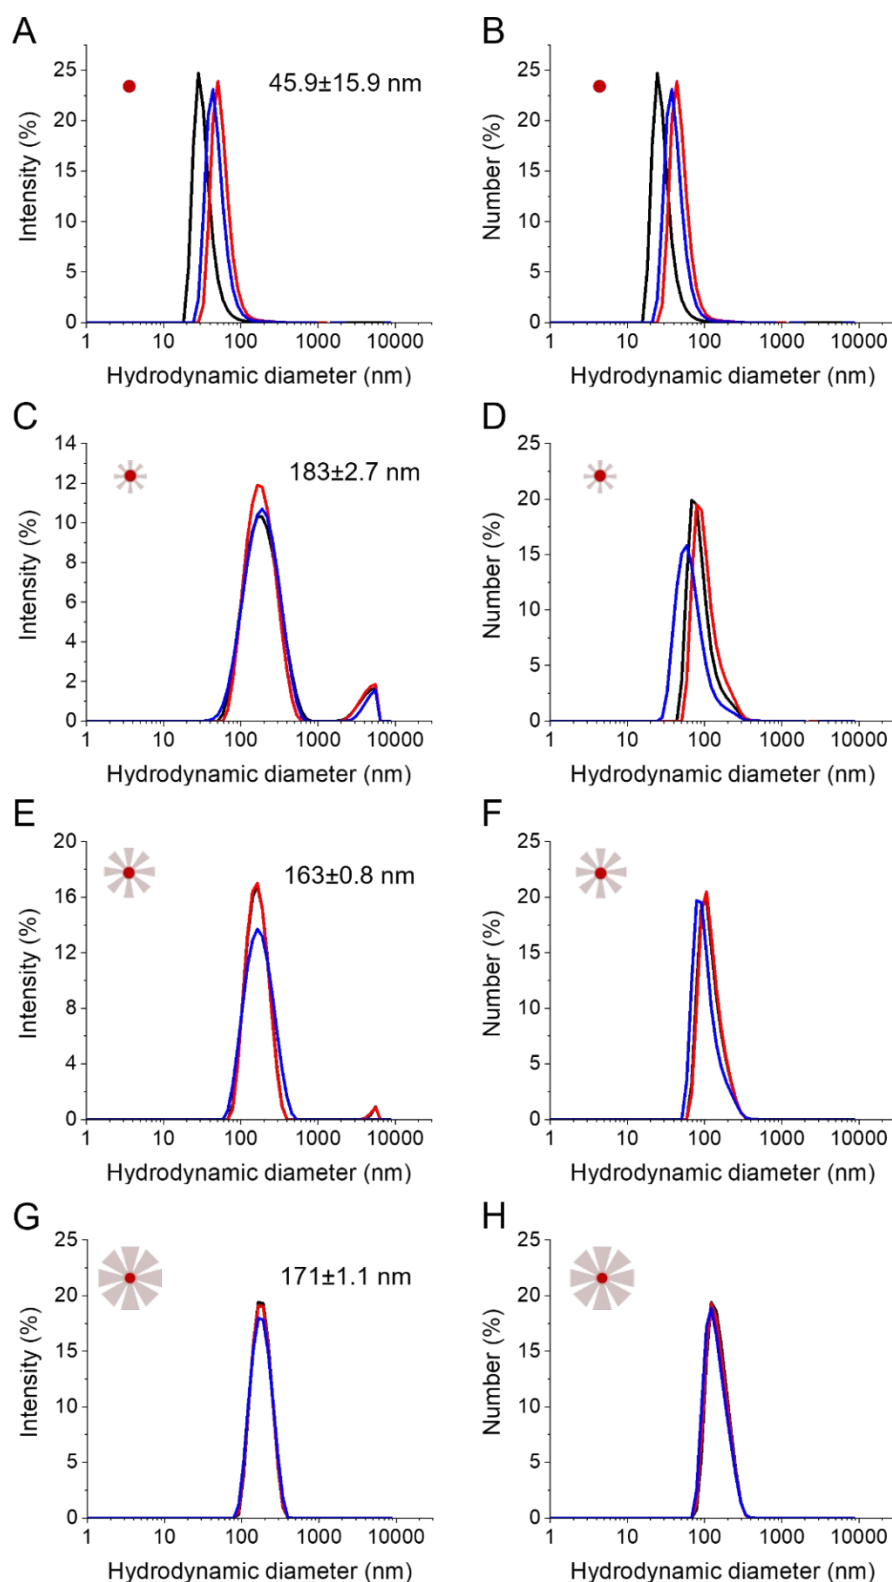 A
25
20
15
10
5
0
Intensity (%)
45.9±15.9 nm
1 10 100 1000 10000
Hydrodynamic diameter (nm)
B
25
20
15
10
5
0
Number (%)
1 10 100 1000 10000
Hydrodynamic diameter (nm)
C
14
12
10
8
6
4
2
0
Intensity (%)
183±2.7 nm
1 10 100 1000 10000
Hydrodynamic diameter (nm)
D
25
20
15
10
5
0
Number (%)
1 10 100 1000 10000
Hydrodynamic diameter (nm)
E
20
16
12
8
4
0
Intensity (%)
163±0.8 nm
1 10 100 1000 10000
Hydrodynamic diameter (nm)
F
25
20
15
10
5
0
Number (%)
1 10 100 1000 10000
Hydrodynamic diameter (nm)
G
25
20
15
10
5
0
Intensity (%)
171±1.1 nm
1 10 100 1000 10000
Hydrodynamic diameter (nm)
H
25
20
15
10
5
0
Number (%)
1 10 100 1000 10000
Hydrodynamic diameter (nm)